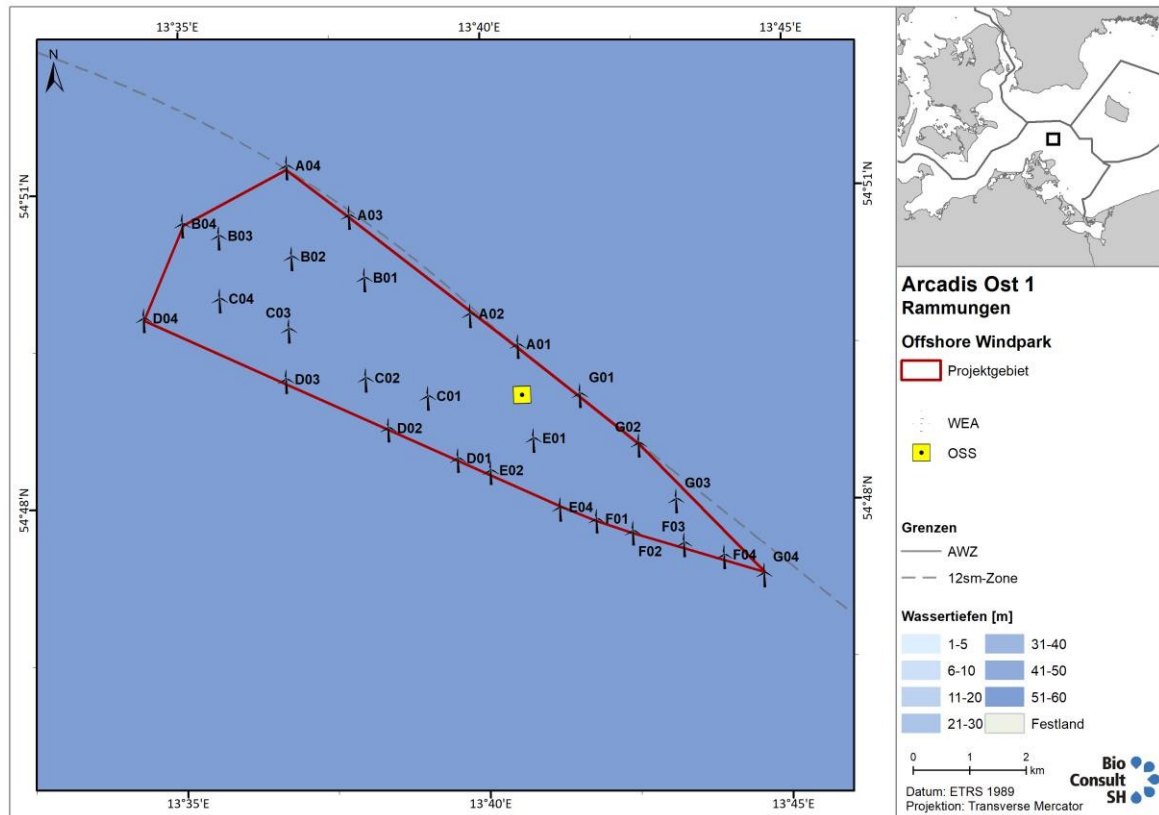 13°35'E
13°40'E
13°45'E
N
54°51'N
54°51'N
A04
A03
B04
B03
B02
B01
C04
C03
A02
D04
A01
D03
C02
C01
G01
G02
D02
E01
D01
E02
G03
54°48'N
54°48'N
E04
F01
F03
F02
F04
G04
13°35'E
13°40'E
13°45'E
Arcadis Ost 1
Rammungen
Offshore Windpark
Projektgebiet
WEA
OSS
Grenzen
AWZ
12sm-Zone
Wassertiefen [m]
1-5
31-40
6-10
41-50
11-20
51-60
21-30
Festland
0 1 2
km
Datum: ETRS 1989
Projektion: Transverse Mercator
Bio
Consult
SH